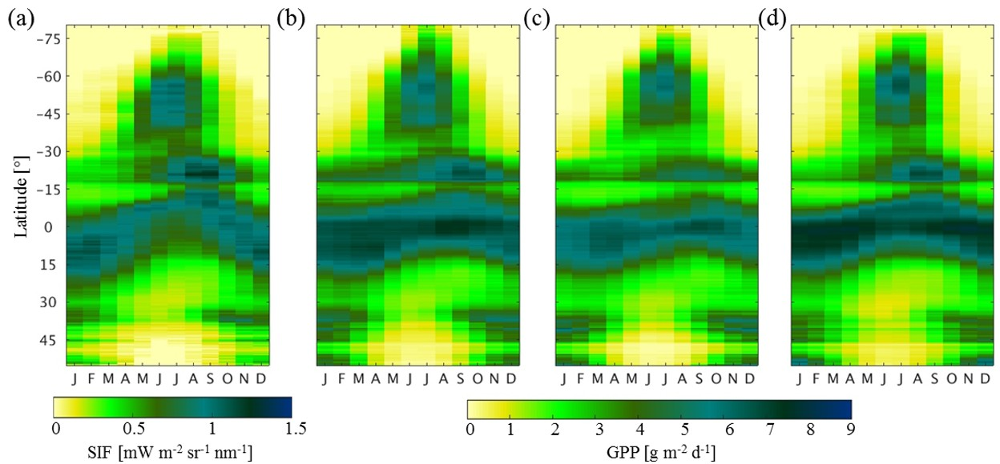 (a) (b) (c) (d)
Latitude [°]
−75
−60
−45
−30
−15
0
15
30
45
J F M A M J J A S O N D
J F M A M J J A S O N D
J F M A M J J A S O N D
J F M A M J J A S O N D
0 0.5 1 1.5
SIF [mW m-2 sr-1 nm-1]
0 1 2 3 4 5 6 7 8 9
GPP [g m-2 d-1]